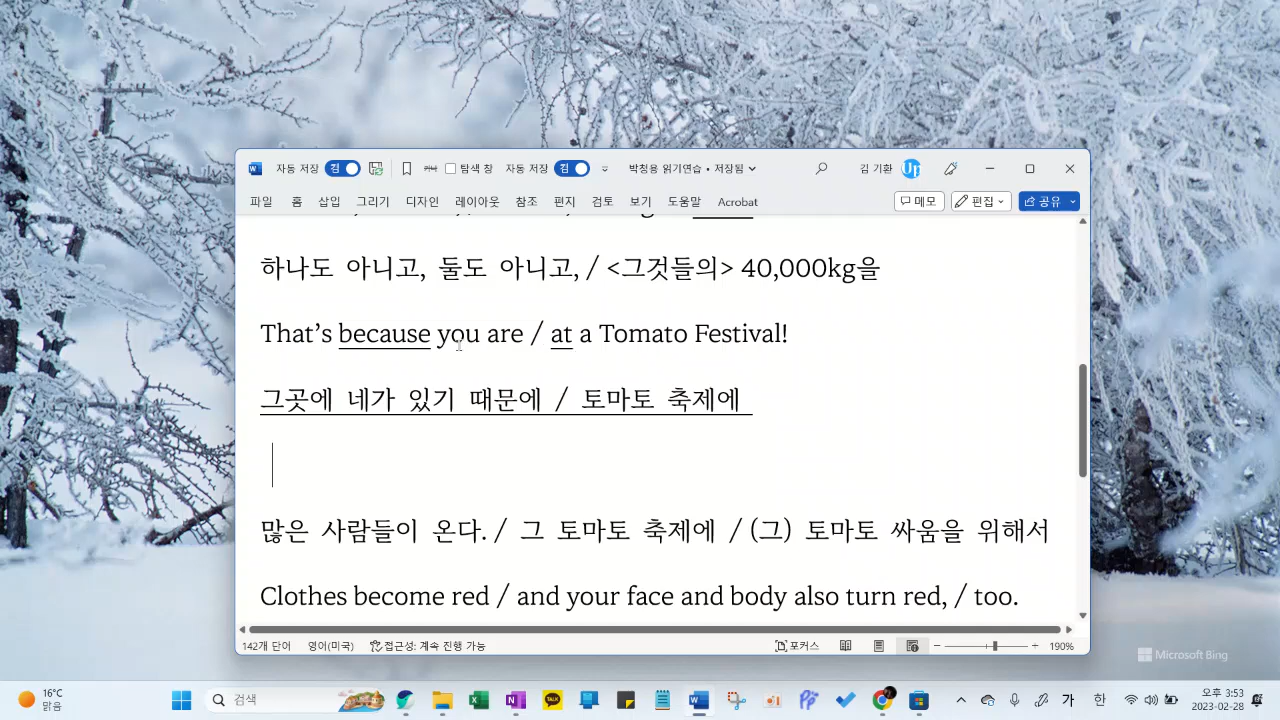 자동 저장 켬 탐색 창 자동 저장 켬 박청용 읽기연습 • 저장됨 김 기환 Up
파일 홈 삽입 그리기 디자인 레이아웃 참조 편지 검토 보기 도움말 Acrobat 메모 편집 공유
하나도 아니고, 둘도 아니고, / <그것들의> 40,000kg을
That’s because you are / at a Tomato Festival!
그곳에 네가 있기 때문에 / 토마토 축제에
많은 사람들이 온다. / 그 토마토 축제에 / (그) 토마토 싸움을 위해서
Clothes become red / and your face and body also turn red, / too.
142개 단어 영어(미국) 접근성: 계속 진행 가능 포커스 190%
Microsoft Bing
16°C
맑음
검색
TALK
가 한
오후 3:53
2023-02-28